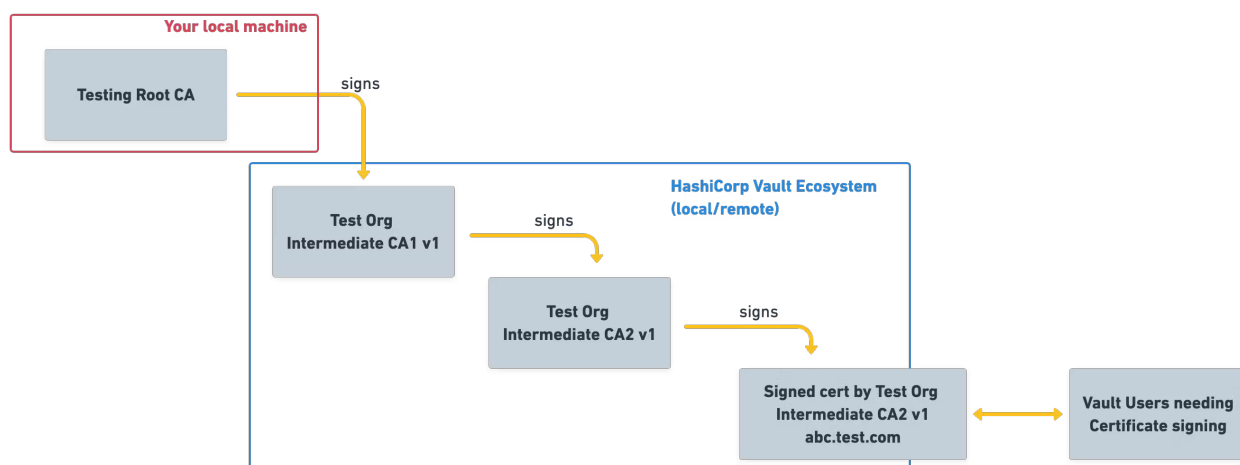 Your local machine
Testing Root CA
signs
HashiCorp Vault Ecosystem
(local/remote)
Test Org
Intermediate CA1 v1
signs
Test Org
Intermediate CA2 v1
signs
Signed cert by Test Org
Intermediate CA2 v1
abc.test.com
Vault Users needing
Certificate signing